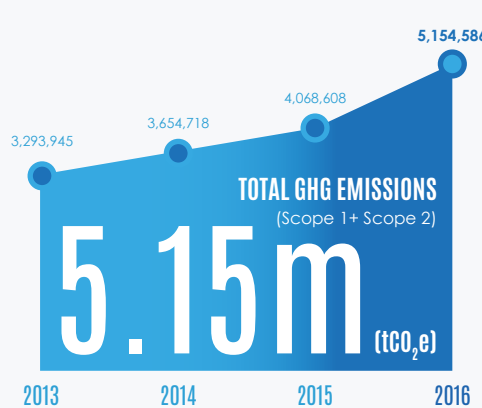 5,154,586
4,068,608
3,654,718
3,293,945
TOTAL GHG EMISSIONS
(Scope 1+ Scope 2)
5.15m
(tCO₂e)
2013 2014 2015 2016